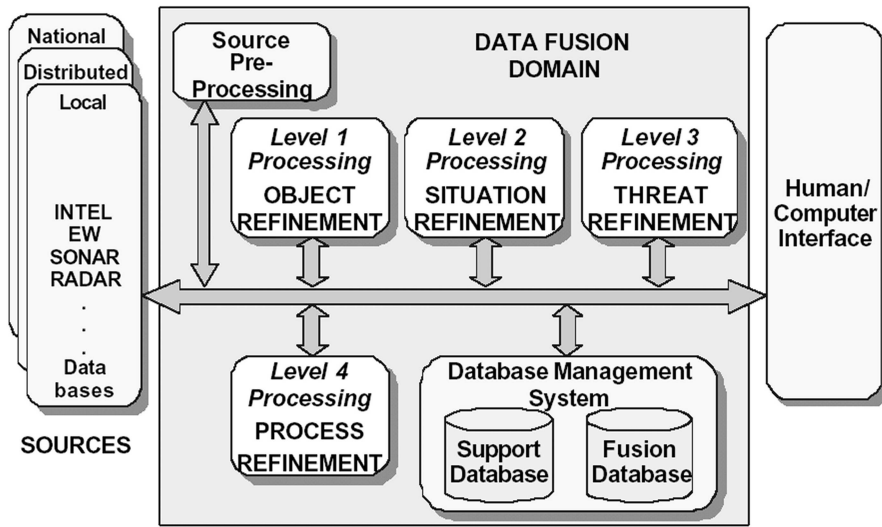 National
Distributed
Local
INTEL
EW
SONAR
RADAR
.
.
.
Data
bases
SOURCES
Source
Pre-
Processing
DATA FUSION
DOMAIN
Level 1
Processing
OBJECT
REFINEMENT
Level 2
Processing
SITUATION
REFINEMENT
Level 3
Processing
THREAT
REFINEMENT
Level 4
Processing
PROCESS
REFINEMENT
Database Management
System
Support
Database
Fusion
Database
Human/
Computer
Interface